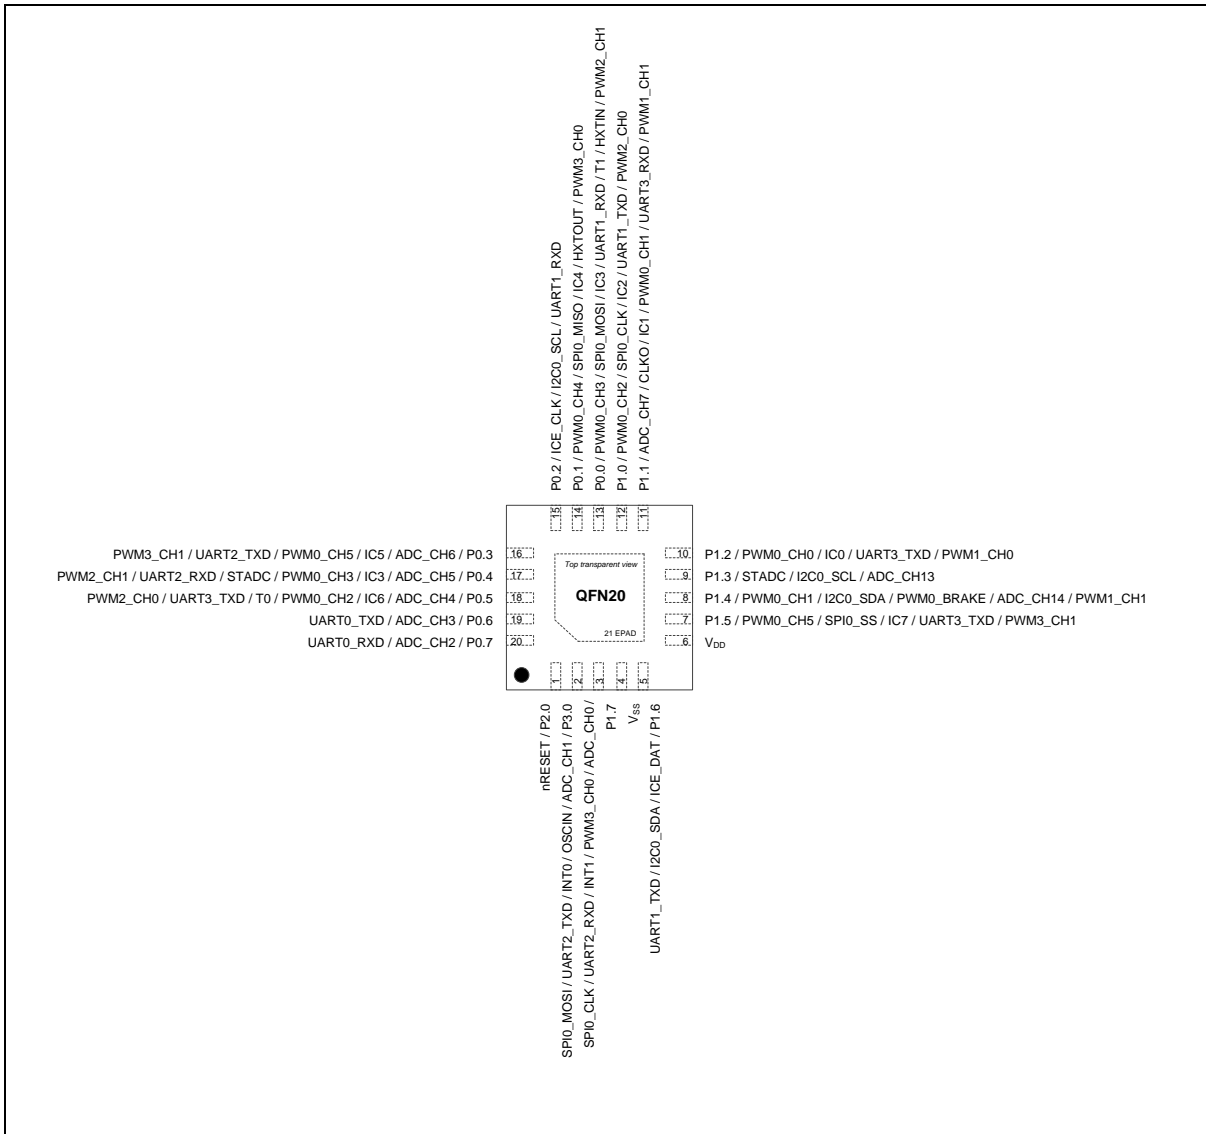 P0.2 / ICE_CLK / I2C0_SCL / UART1_RXD
P0.1 / PWM0_CH4 / SPI0_MISO / IC4 / HXTOUT / PWM3_CH0
P0.0 / PWM0_CH3 / SPI0_MOSI / IC3 / UART1_RXD / T1 / HXTIN / PWM2_CH1
P1.0 / PWM0_CH2 / SPI0_CLK / IC2 / UART1_TXD / PWM2_CH0
P1.1 / ADC_CH7 / CLKO / IC1 / PWM0_CH1 / UART3_RXD / PWM1_CH1
15 14 13 12 11
PWM3_CH1 / UART2_TXD / PWM0_CH5 / IC5 / ADC_CH6 / P0.3 16
PWM2_CH1 / UART2_RXD / STADC / PWM0_CH3 / IC3 / ADC_CH5 / P0.4 17
PWM2_CH0 / UART3_TXD / T0 / PWM0_CH2 / IC6 / ADC_CH4 / P0.5 18
UART0_TXD / ADC_CH3 / P0.6 19
UART0_RXD / ADC_CH2 / P0.7 20
Top transparent view
QFN20
21 EPAD
10 P1.2 / PWM0_CH0 / IC0 / UART3_TXD / PWM1_CH0
9 P1.3 / STADC / I2C0_SCL / ADC_CH13
8 P1.4 / PWM0_CH1 / I2C0_SDA / PWM0_BRAKE / ADC_CH14 / PWM1_CH1
7 P1.5 / PWM0_CH5 / SPI0_SS / IC7 / UART3_TXD / PWM3_CH1
6 VDD
1 2 3 4 5
nRESET / P2.0
SPI0_MOSI / UART2_TXD / INT0 / OSCIN / ADC_CH1 / P3.0
SPI0_CLK / UART2_RXD / INT1 / PWM3_CH0 / ADC_CH0 /
P1.7
VSS
UART1_TXD / I2C0_SDA / ICE_DAT / P1.6